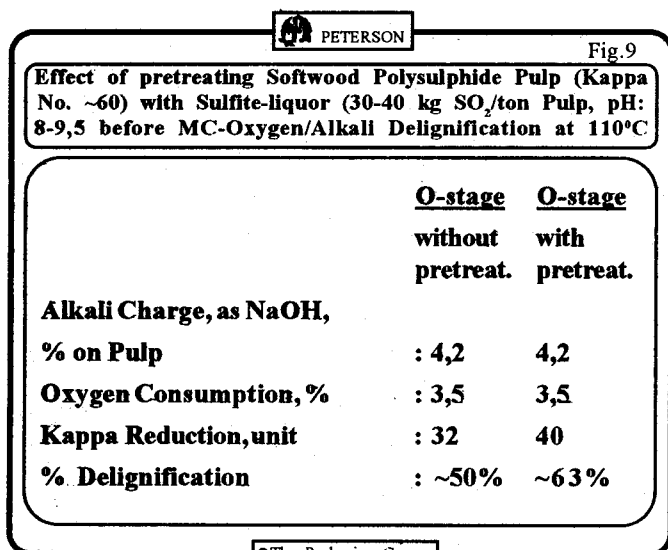 PETERSON
Fig.9
Effect of pretreating Softwood Polysulphide Pulp (Kappa
No. ~60) with Sulfite-liquor (30-40 kg SO2/ton Pulp, pH:
8-9,5 before MC-Oxygen/Alkali Delignification at 110°C
O-stage O-stage
without with
pretreat. pretreat.
Alkali Charge, as NaOH,
% on Pulp : 4,2 4,2
Oxygen Consumption, % : 3,5 3,5
Kappa Reduction, unit : 32 40
% Delignification : ~50% ~63%